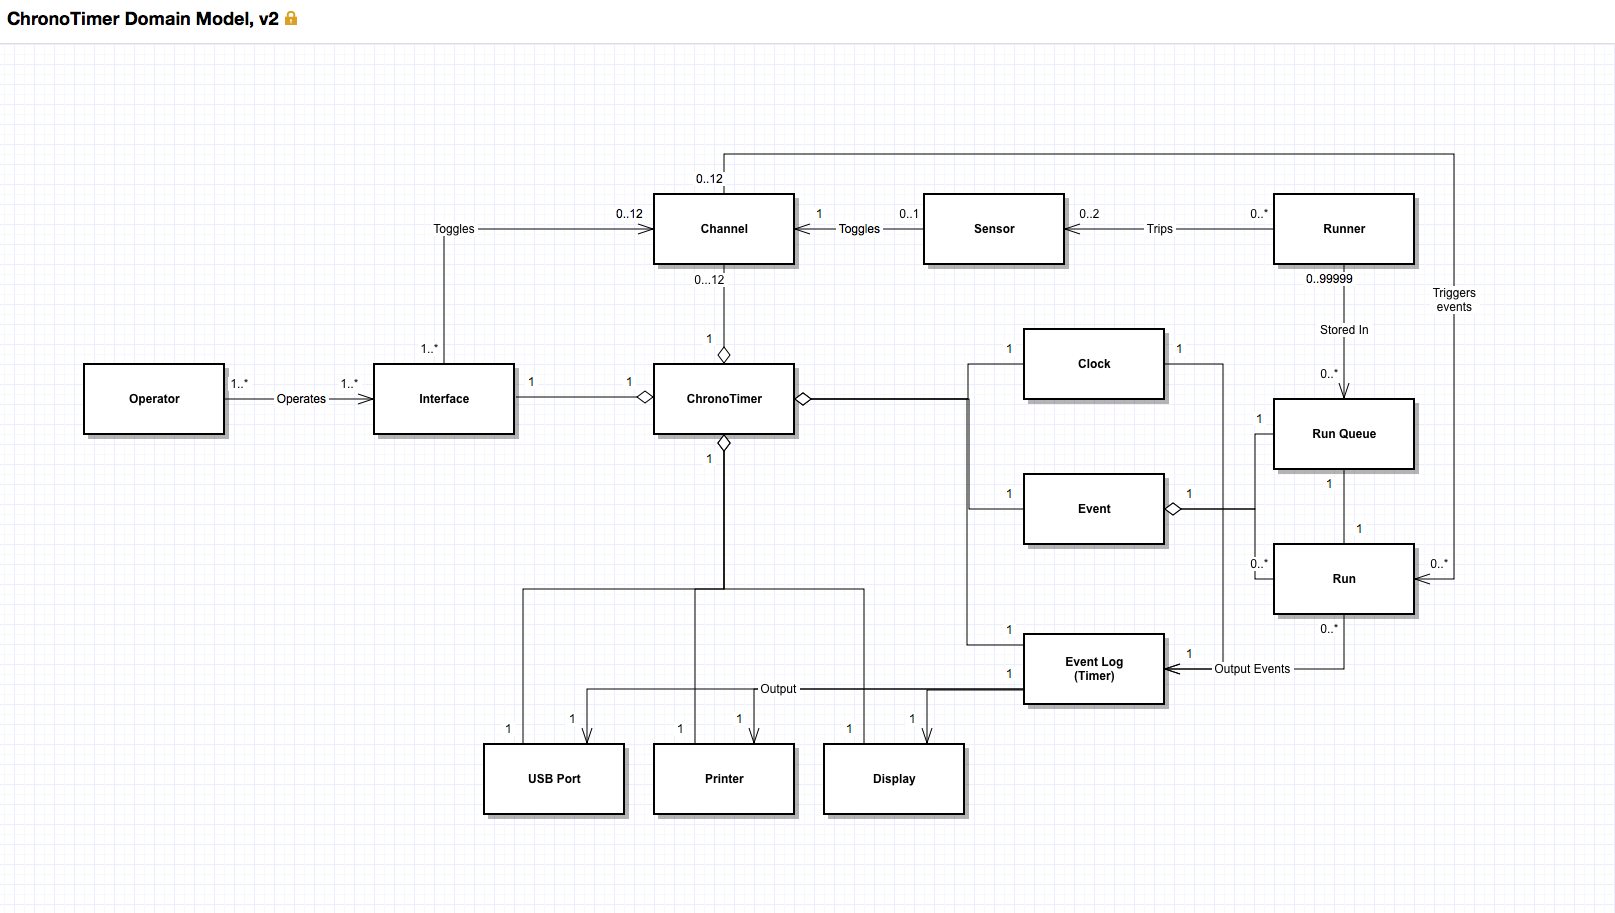 ChronoTimer Domain Model, v2
0..12
0..12
Toggles
Channel
1
Toggles
0..1
Sensor
0..2
Trips
0..*
Runner
0...12
0..99999
Triggers
events
Stored In
1
1..*
1
Clock
1
0..*
Operator
1..*
Operates
1..*
Interface
1
1
ChronoTimer
1
Run Queue
1
1
1
Event
1
1
0..*
Run
0..*
0..*
1
1
Event Log
(Timer)
1
Output Events
Output
1
1
1
1
1
1
USB Port
Printer
Display